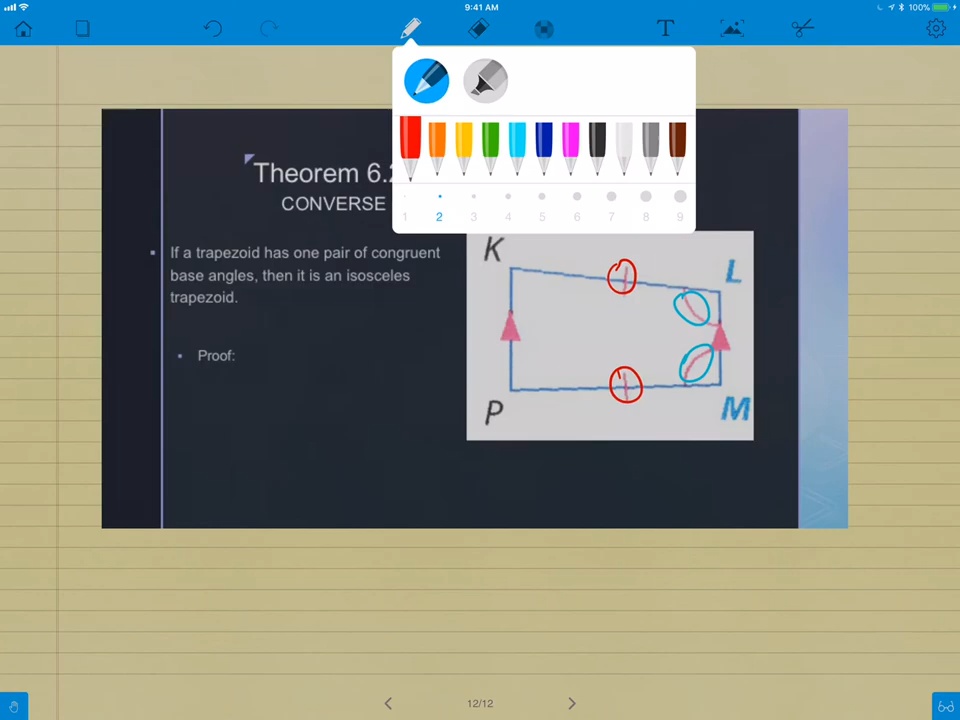 9:41 AM
100%
T
1 2 3 4 5 6 7 8 9
Theorem 6.2
CONVERSE
If a trapezoid has one pair of congruent
base angles, then it is an isosceles
trapezoid.
Proof:
K
L
P
M
12/12